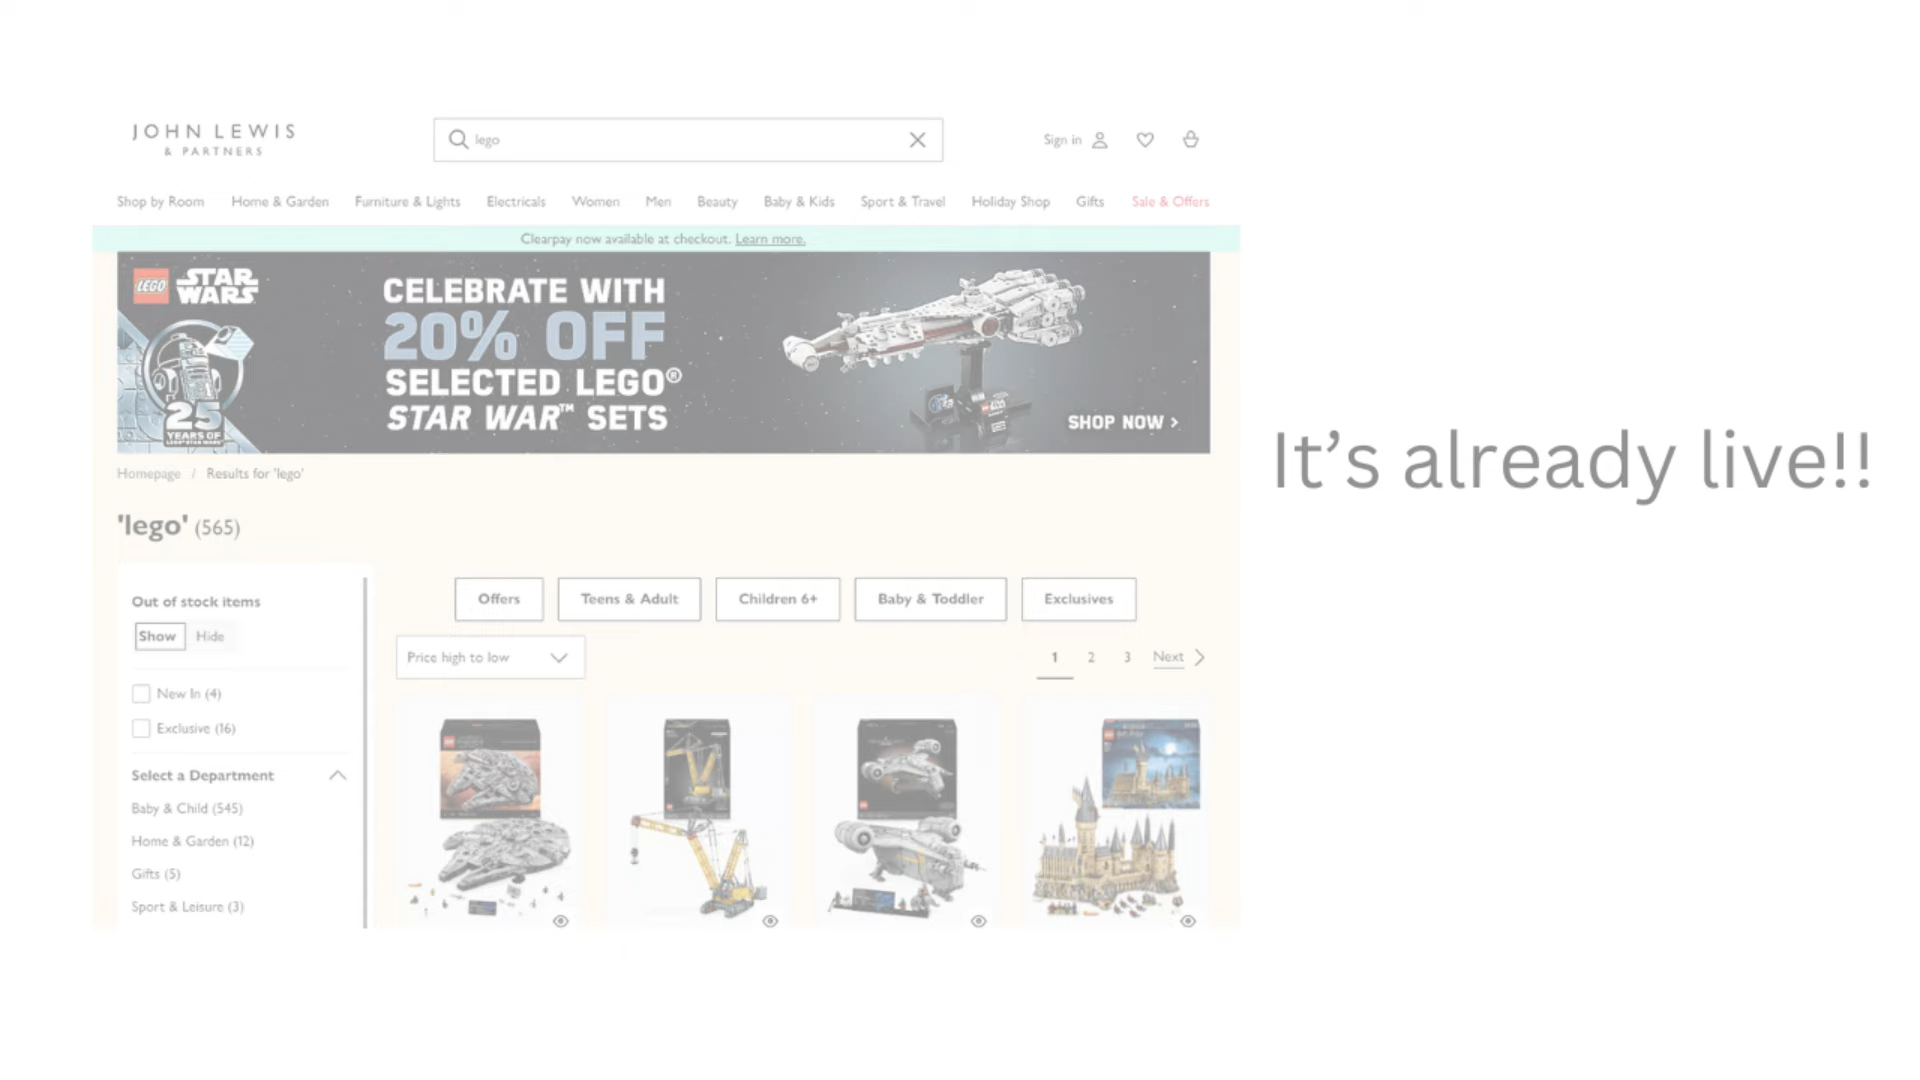 JOHN LEWIS
& PARTNERS
lego
Sign in
Shop by Room Home & Garden Furniture & Lights Electricals Women Men Beauty Baby & Kids Sport & Travel Holiday Shop Gifts Sale & Offers
Clearpay now available at checkout. Learn more.
LEGO STAR WARS
CELEBRATE WITH
20% OFF
SELECTED LEGO®
STAR WAR™ SETS
25
YEARS OF
SHOP NOW >
It's already live!!
Homepage / Results for 'lego'
'lego' (565)
Out of stock items
Show Hide
New In (4)
Exclusive (16)
Select a Department
Baby & Child (545)
Home & Garden (12)
Gifts (5)
Sport & Leisure (3)
Offers Teens & Adult Children 6+ Baby & Toddler Exclusives
Price high to low
1 2 3 Next